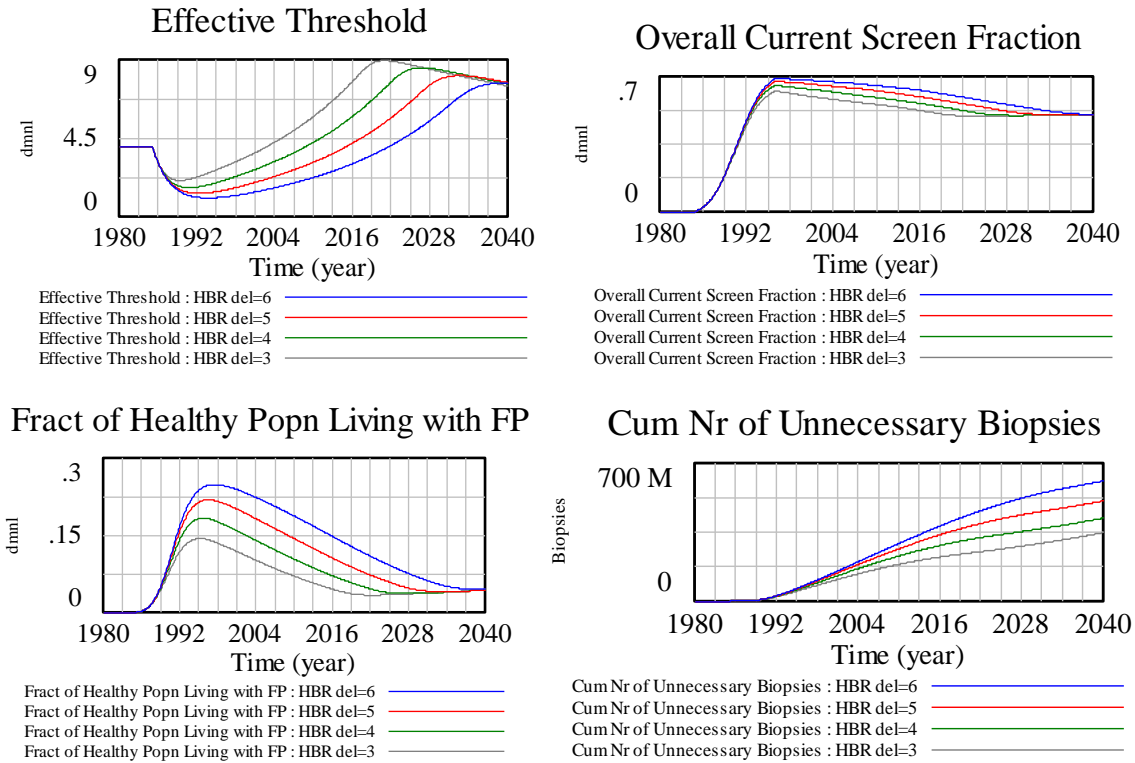 Effective Threshold
9
4.5
0
dmnl
1980 1992 2004 2016 2028 2040
Time (year)
Effective Threshold : HBR del=6
Effective Threshold : HBR del=5
Effective Threshold : HBR del=4
Effective Threshold : HBR del=3
Overall Current Screen Fraction
.7
0
dmnl
1980 1992 2004 2016 2028 2040
Time (year)
Overall Current Screen Fraction : HBR del=6
Overall Current Screen Fraction : HBR del=5
Overall Current Screen Fraction : HBR del=4
Overall Current Screen Fraction : HBR del=3
Fract of Healthy Popn Living with FP
.3
.15
0
dmnl
1980 1992 2004 2016 2028 2040
Time (year)
Fract of Healthy Popn Living with FP : HBR del=6
Fract of Healthy Popn Living with FP : HBR del=5
Fract of Healthy Popn Living with FP : HBR del=4
Fract of Healthy Popn Living with FP : HBR del=3
Cum Nr of Unnecessary Biopsies
700 M
0
Biopsies
1980 1992 2004 2016 2028 2040
Time (year)
Cum Nr of Unnecessary Biopsies : HBR del=6
Cum Nr of Unnecessary Biopsies : HBR del=5
Cum Nr of Unnecessary Biopsies : HBR del=4
Cum Nr of Unnecessary Biopsies : HBR del=3